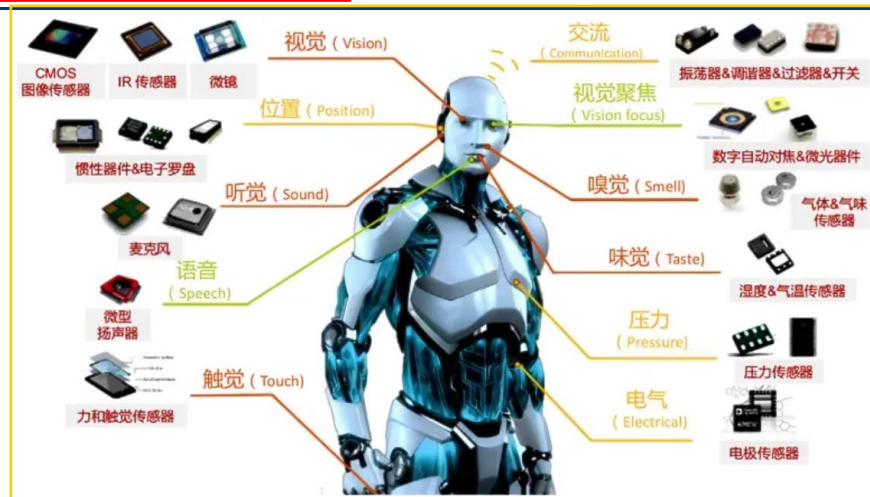 视觉 ( Vision)
CMOS
图像传感器
IR 传感器
微镜
位置 ( Position)
惯性器件&电子罗盘
听觉 ( Sound)
麦克风
语音
( Speech)
微型
扬声器
触觉 ( Touch)
力和触觉传感器
交流
( Communication)
振荡器&调谐器&过滤器&开关
视觉聚焦
( Vision focus)
数字自动对焦&微光器件
嗅觉 ( Smell)
气体&气味
传感器
味觉 ( Taste)
湿度&气温传感器
压力
( Pressure)
压力传感器
电气
( Electrical)
电极传感器